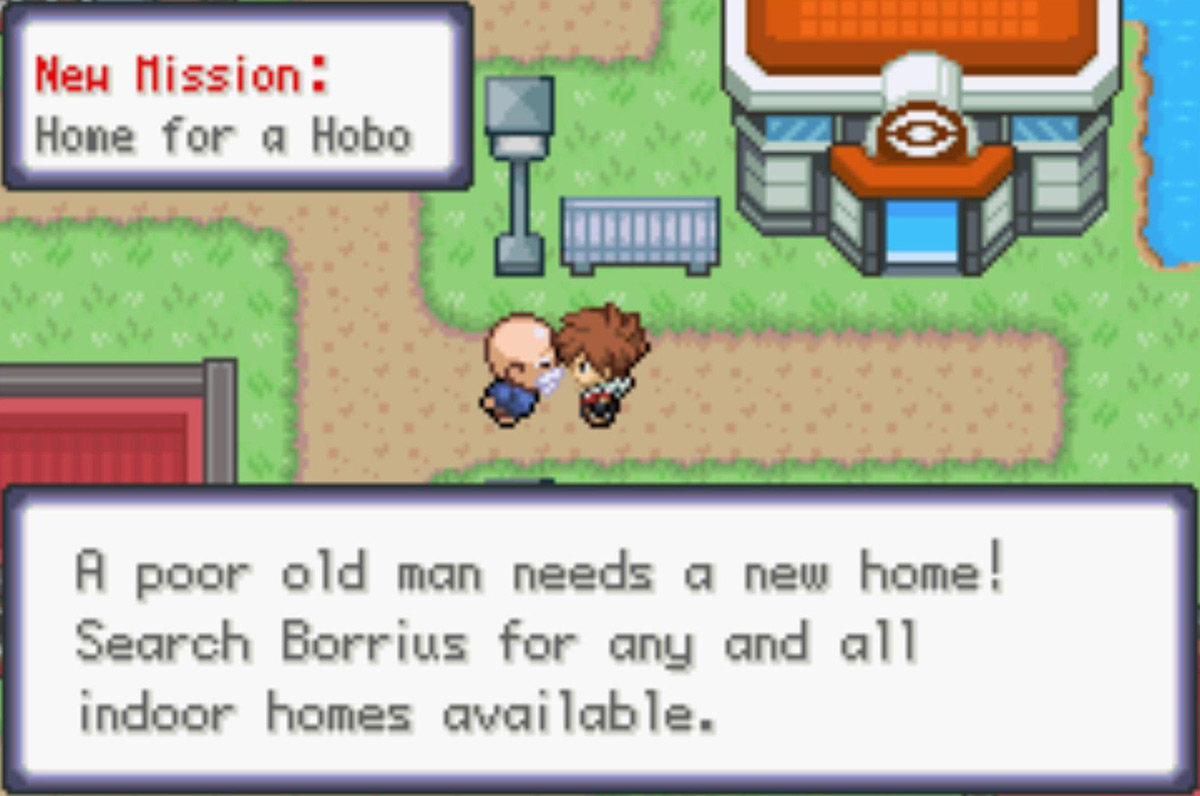 New Mission:
Home for a Hobo
A poor old man needs a new home!
Search Borrius for any and all
indoor homes available.